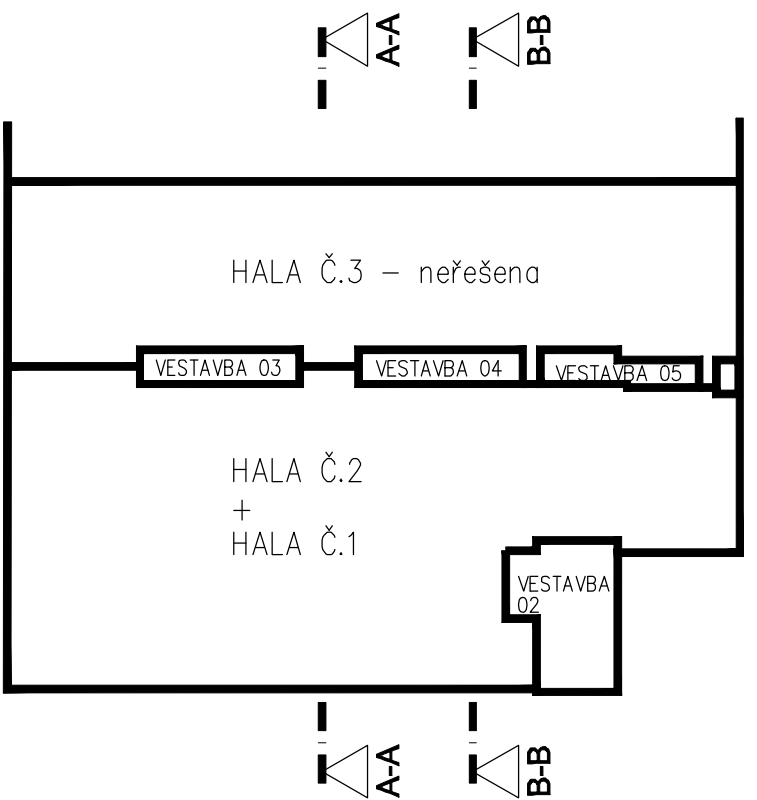 A-A
B-B
HALA Č.3 – neřešena
VESTAVBA 03
VESTAVBA 04
VESTAVBA 05
HALA Č.2
+
HALA Č.1
VESTAVBA
02
A-A
B-B